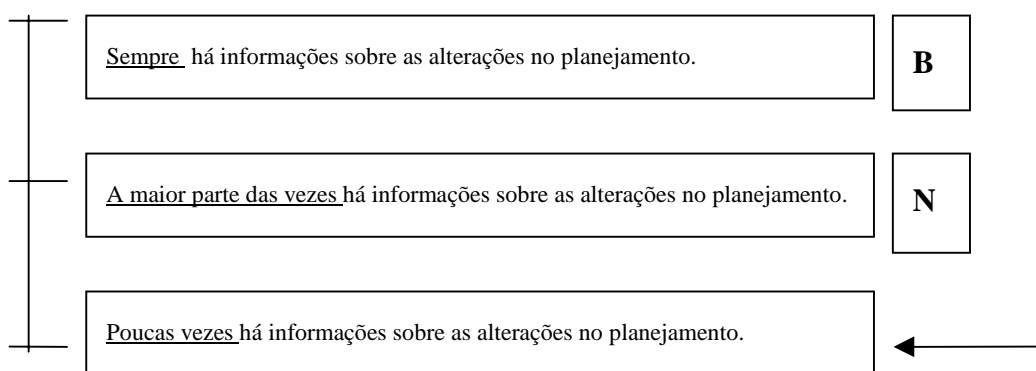 Sempre há informações sobre as alterações no planejamento.
B
A maior parte das vezes há informações sobre as alterações no planejamento.
N
Poucas vezes há informações sobre as alterações no planejamento.